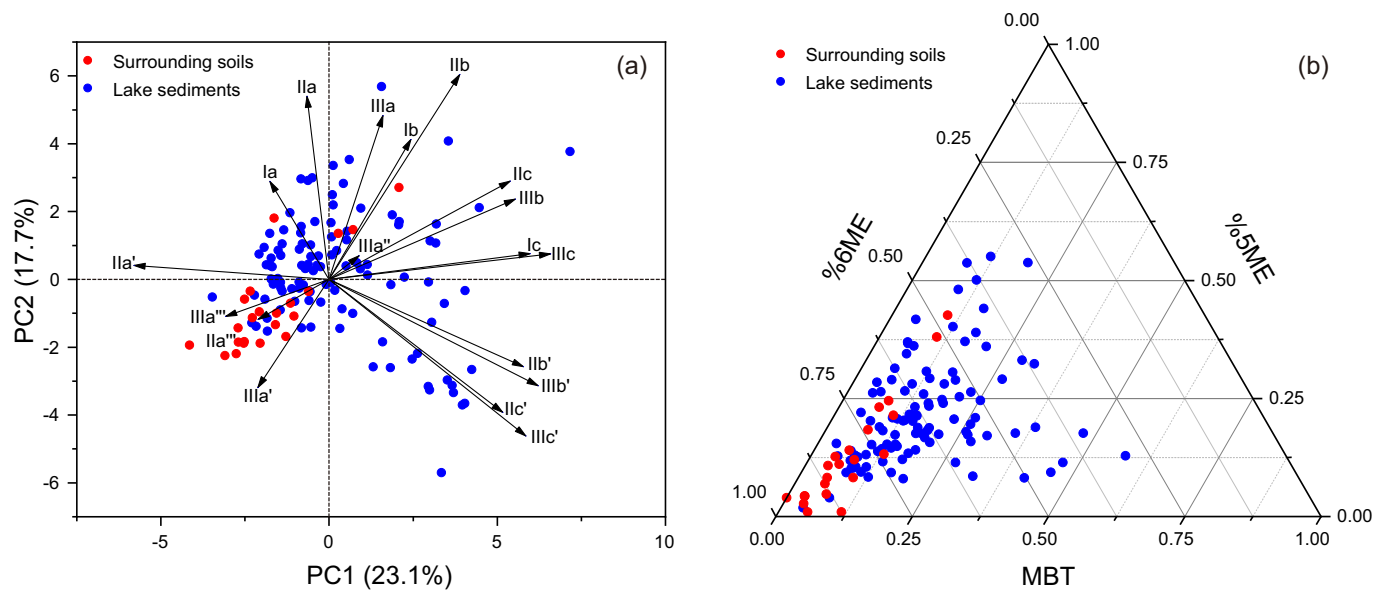 (a)
Surrounding soils
Lake sediments
IIa
IIIa
Ib
IIb
Ia
IIc
IIIb
IIIa"
Ic
IIIc
IIa'
IIIa'"
IIa'"
IIIa'
IIb'
IIIb'
IIc'
IIIc'
6
4
2
0
-2
-4
-6
PC2 (17.7%)
-5
0
5
10
PC1 (23.1%)
(b)
Surrounding soils
Lake sediments
0.00
1.00
0.25
0.75
0.50
0.50
0.75
0.25
1.00
0.00
%6ME
%5ME
0.00
0.25
0.50
0.75
1.00
MBT